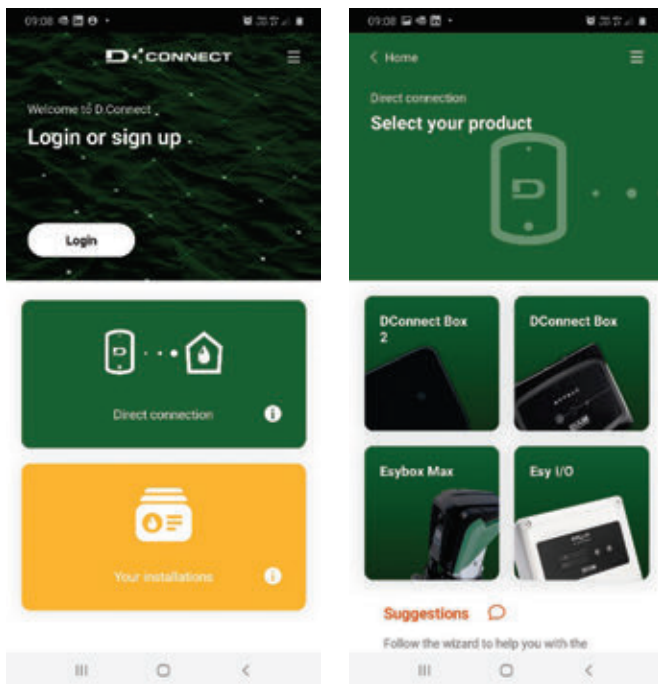 09:08
D CONNECT
Welcome to D.Connect
Login or sign up
Login
Direct connection
Your installations
09:08
Home
Direct connection
Select your product
D
DConnect Box
2
DConnect Box
Esybox Max
Esy I/O
Suggestions
Follow the wizard to help you with the